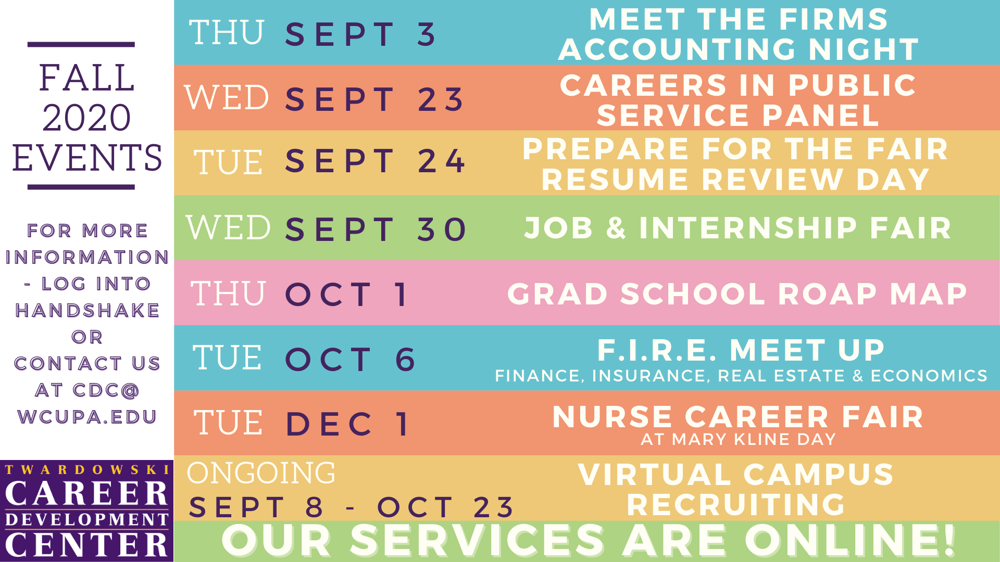 FALL
2020
EVENTS
FOR MORE
INFORMATION
- LOG INTO
HANDSHAKE
OR
CONTACT US
AT CDC@
WCUPA.EDU
TWARDOWSKI
CAREER
DEVELOPMENT
CENTER
THU SEPT 3
MEET THE FIRMS
ACCOUNTING NIGHT
WED SEPT 23
CAREERS IN PUBLIC
SERVICE PANEL
TUE SEPT 24
PREPARE FOR THE FAIR
RESUME REVIEW DAY
WED SEPT 30
JOB & INTERNSHIP FAIR
THU OCT 1
GRAD SCHOOL ROAP MAP
TUE OCT 6
F.I.R.E. MEET UP
FINANCE, INSURANCE, REAL ESTATE & ECONOMICS
TUE DEC 1
NURSE CAREER FAIR
AT MARY KLINE DAY
ONGOING
SEPT 8 - OCT 23
VIRTUAL CAMPUS
RECRUITING
OUR SERVICES ARE ONLINE!